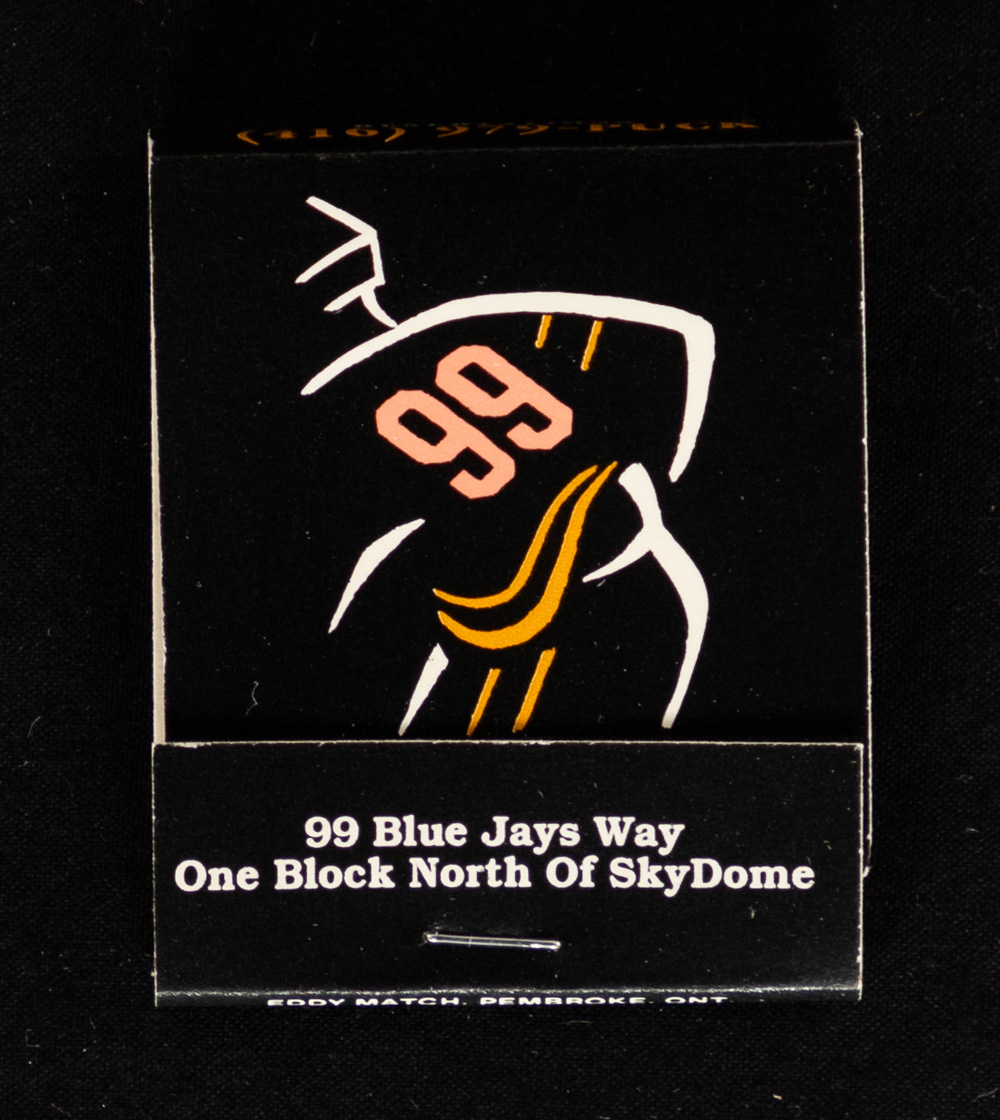 (416) 979-PUCK
99
99 Blue Jays Way
One Block North Of SkyDome
EDDY MATCH, PEMBROKE, ONT.